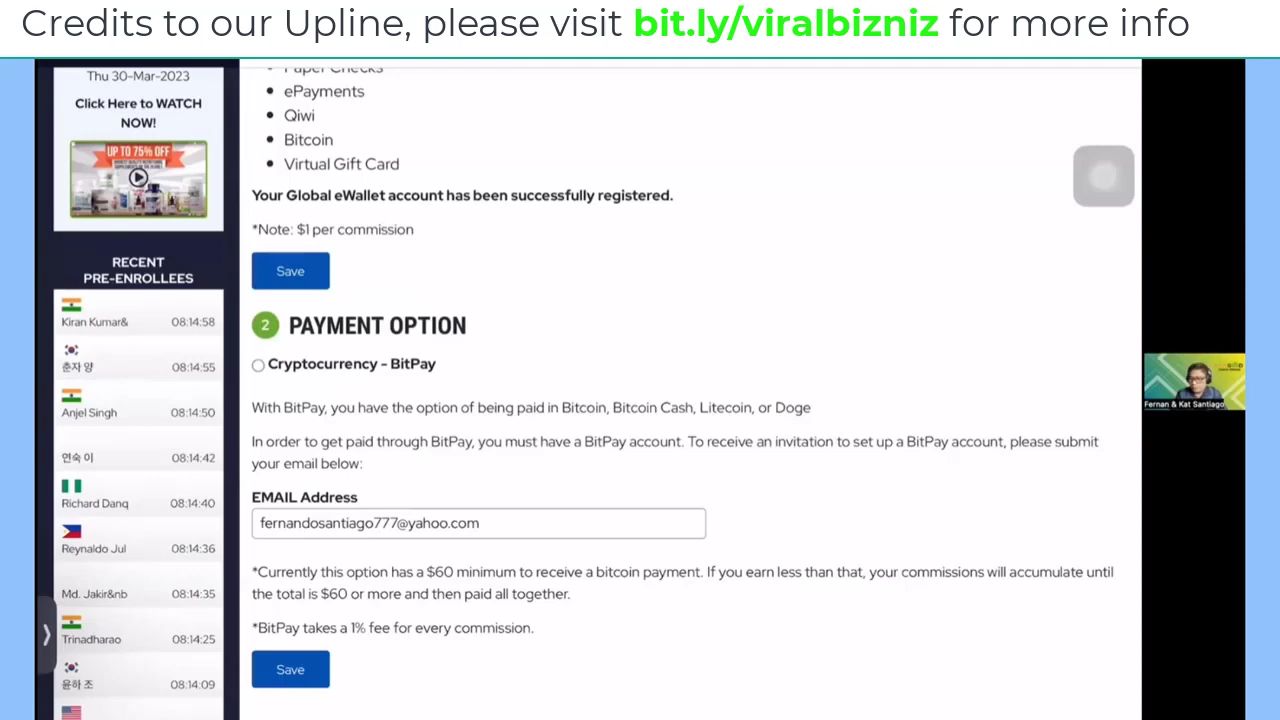 Credits to our Upline, please visit bit.ly/viralbizniz for more info
Thu 30-Mar-2023
Click Here to WATCH
NOW!
UP TO 75% OFF
RECENT
PRE-ENROLLEES
Kiran Kumar& 08:14:58
춘자 양 08:14:55
Anjel Singh 08:14:50
연숙 이 08:14:42
Richard Danq 08:14:40
Reynaldo Jul 08:14:36
Md. Jakir&nb 08:14:35
Trinadharao 08:14:25
윤하 조 08:14:09
Paper Checks
ePayments
Qiwi
Bitcoin
Virtual Gift Card
Your Global eWallet account has been successfully registered.
*Note: $1 per commission
Save
2 PAYMENT OPTION
Cryptocurrency - BitPay
With BitPay, you have the option of being paid in Bitcoin, Bitcoin Cash, Litecoin, or Doge
In order to get paid through BitPay, you must have a BitPay account. To receive an invitation to set up a BitPay account, please submit
your email below:
EMAIL Address
fernandosantiago777@yahoo.com
*Currently this option has a $60 minimum to receive a bitcoin payment. If you earn less than that, your commissions will accumulate until
the total is $60 or more and then paid all together.
*BitPay takes a 1% fee for every commission.
Save
Fernan & Kat Santiago